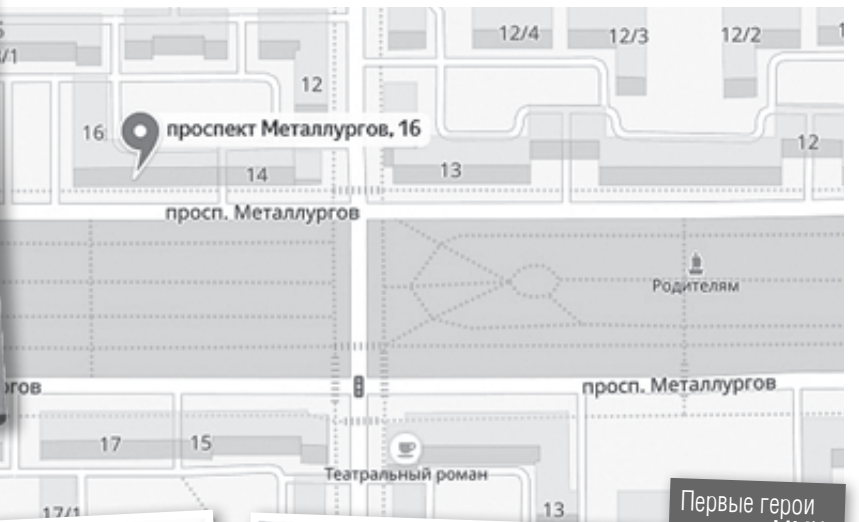 12/4
12/3
12/2
/1
12
16
проспект Металлургов, 16
12
14
13
просп. Металлургов
Родителям
просп. Металлургов
17
15
Театральный роман
13
17/1
Первые герои